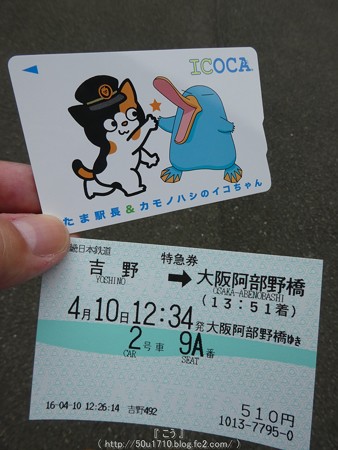 ICOCA
たま駅長 & カモノハシのイコちゃん
日本鉄道 特急券
吉野 ➡ 大阪阿部野橋
YOSHINO OSAKA-ABENOBASHI
(13:51着)
4月10日 12:34発 大阪阿部野橋ゆき
2号車 9A番
CAR SEAT
510円
16-04-10 12:26:14 吉野492 1013-7795-0
『こう』
( http://50u1710.blog.fc2.com/ )